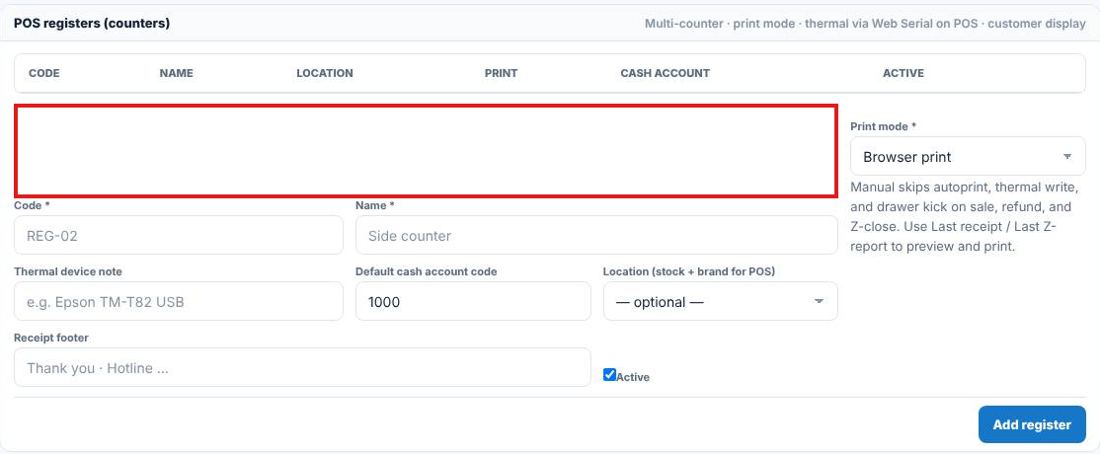 POS registers (counters)
Multi-counter · print mode · thermal via Web Serial on POS · customer display
CODE NAME LOCATION PRINT CASH ACCOUNT ACTIVE
Print mode *
Browser print
Manual skips autoprint, thermal write,
and drawer kick on sale, refund, and
Z-close. Use Last receipt / Last Z-
report to preview and print.
Code * Name *
REG-02 Side counter
Thermal device note Default cash account code Location (stock + brand for POS)
e.g. Epson TM-T82 USB 1000 — optional —
Receipt footer
Thank you · Hotline ...
Active
Add register